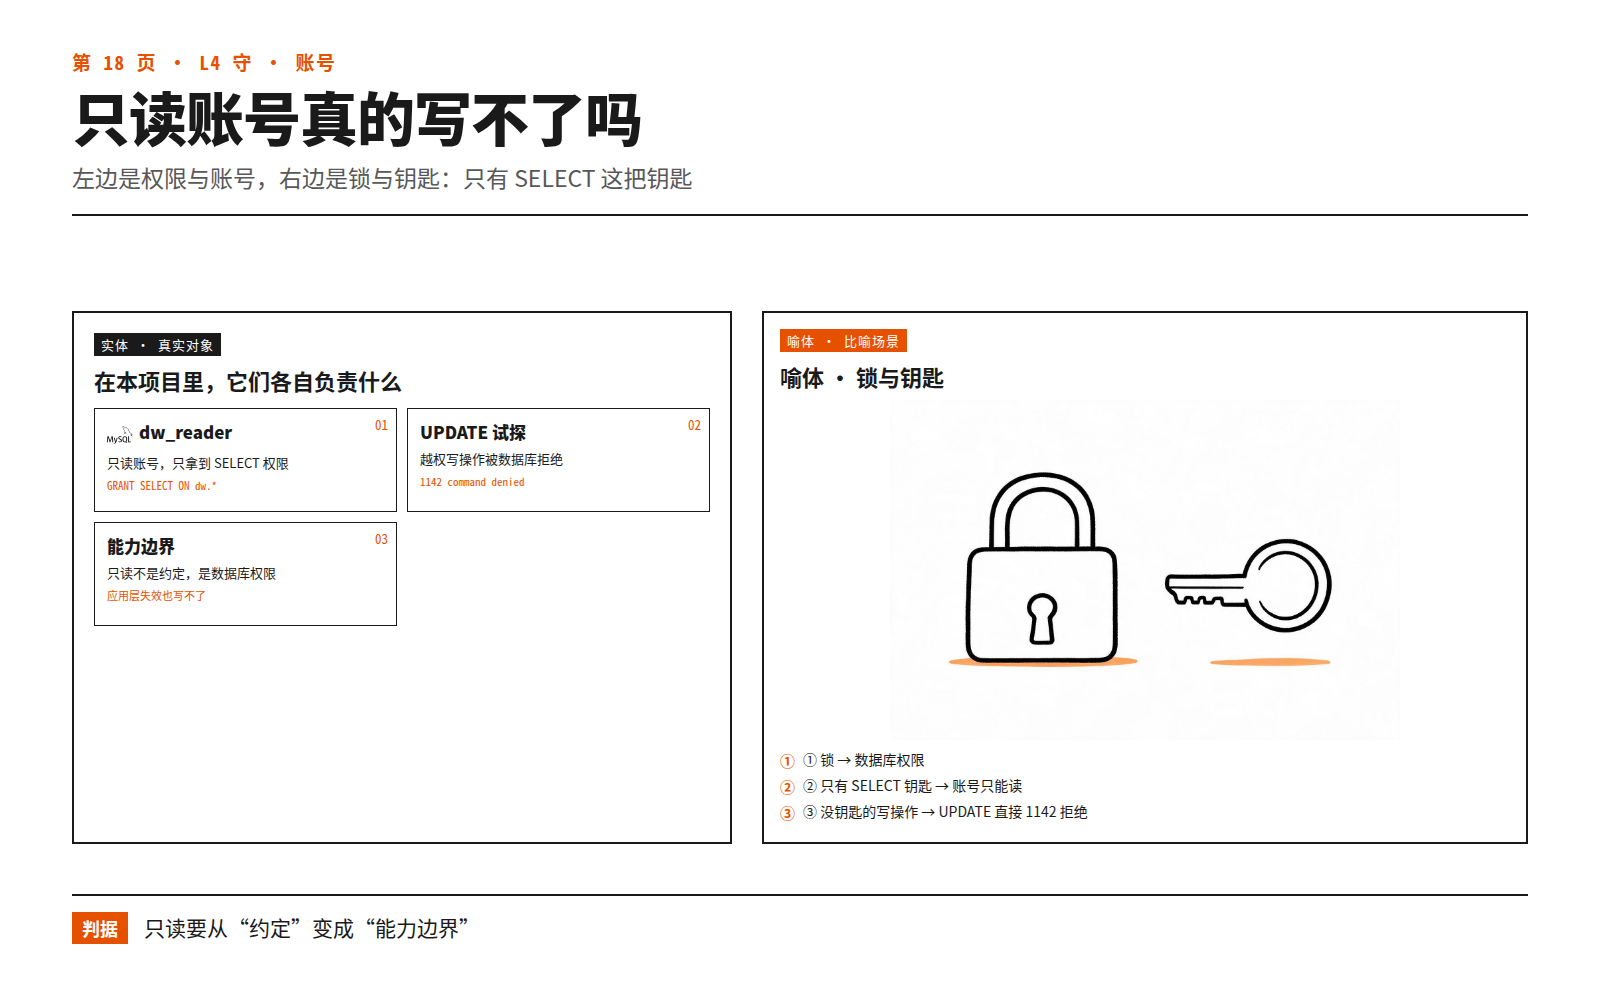 第 18 页 · L4 守 · 账号
只读账号真的写不了吗
左边是权限与账号，右边是锁与钥匙：只有 SELECT 这把钥匙
实体 · 真实对象
在本项目里，它们各自负责什么
MySQL dw_reader 01
只读账号，只拿到 SELECT 权限
GRANT SELECT ON dw.*
UPDATE 试探 02
越权写操作被数据库拒绝
1142 command denied
能力边界 03
只读不是约定，是数据库权限
应用层失效也写不了
喻体 · 比喻场景
喻体 · 锁与钥匙
① ① 锁 → 数据库权限
② ② 只有 SELECT 钥匙 → 账号只能读
③ ③ 没钥匙的写操作 → UPDATE 直接 1142 拒绝
判据 只读要从“约定”变成“能力边界”